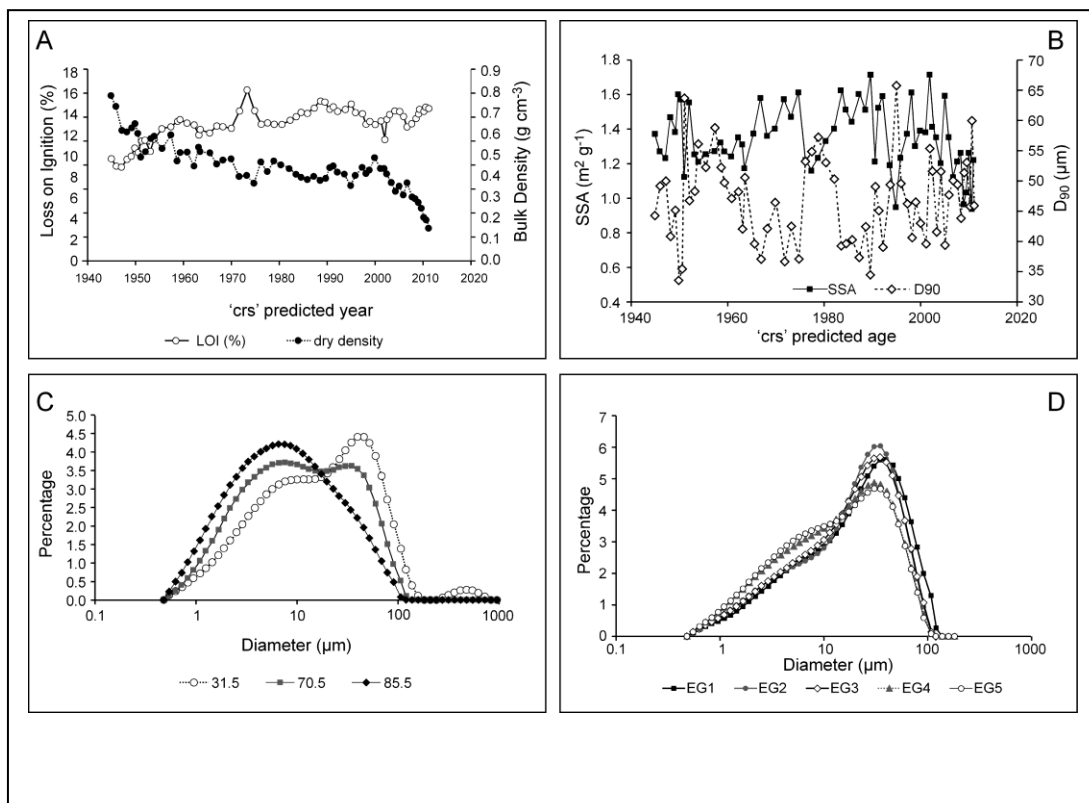 A
Loss on Ignition (%)
18
16
14
12
10
8
6
4
2
0
0.9
0.8
0.7
0.6
0.5
0.4
0.3
0.2
0.1
0.0
Bulk Density (g cm-3)
1940 1950 1960 1970 1980 1990 2000 2010 2020
'crs' predicted year
LOI (%) dry density
B
SSA (m2 g-1)
1.8
1.6
1.4
1.2
1.0
0.8
0.6
0.4
70
65
60
55
50
45
40
35
30
D90 (µm)
SSA D90
1940 1960 1980 2000 2020
'crs' predicted age
C
Percentage
5.0
4.5
4.0
3.5
3.0
2.5
2.0
1.5
1.0
0.5
0.0
0.1 1 10 100 1000
Diameter (µm)
31.5 70.5 85.5
D
Percentage
7
6
5
4
3
2
1
0
0.1 1 10 100 1000
Diameter (µm)
EG1 EG2 EG3 EG4 EG5